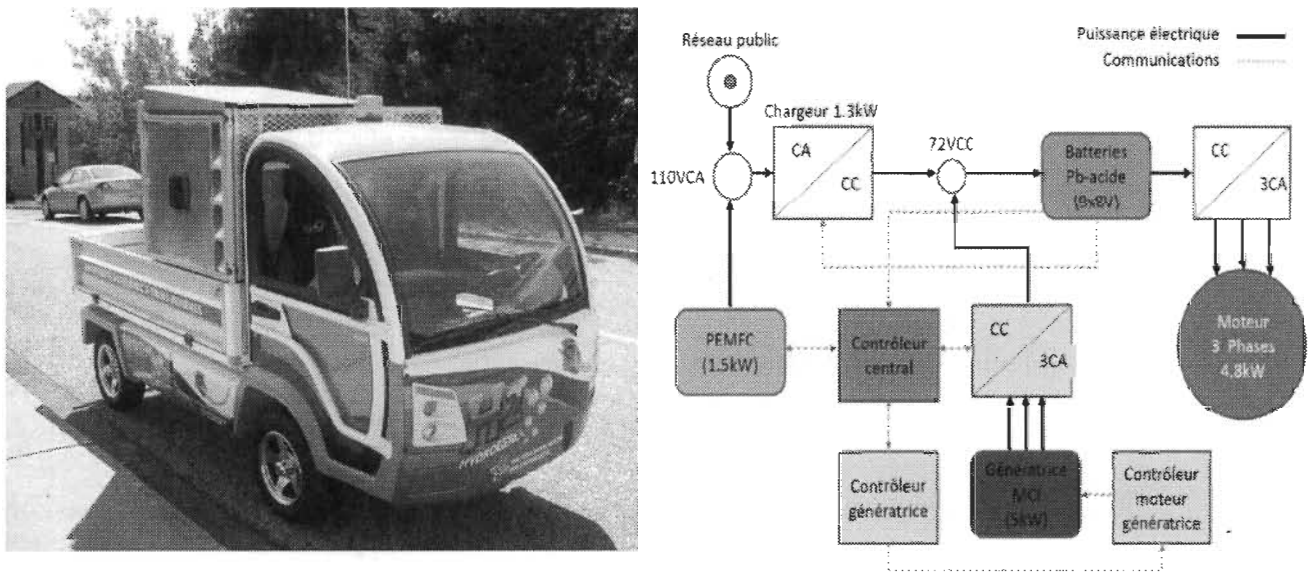 Réseau public
Puissance électrique
Communications
Chargeur 1.3kW
110VCA
CA
CC
72VCC
Batteries
Pb-acide
(9x8V)
CC
3CA
PEMFC
(1.5kW)
Contrôleur
central
CC
3CA
Moteur
3 Phases
4.8kW
Contrôleur
génératrice
Génératrice
MCI
(5kW)
Contrôleur
moteur
génératrice